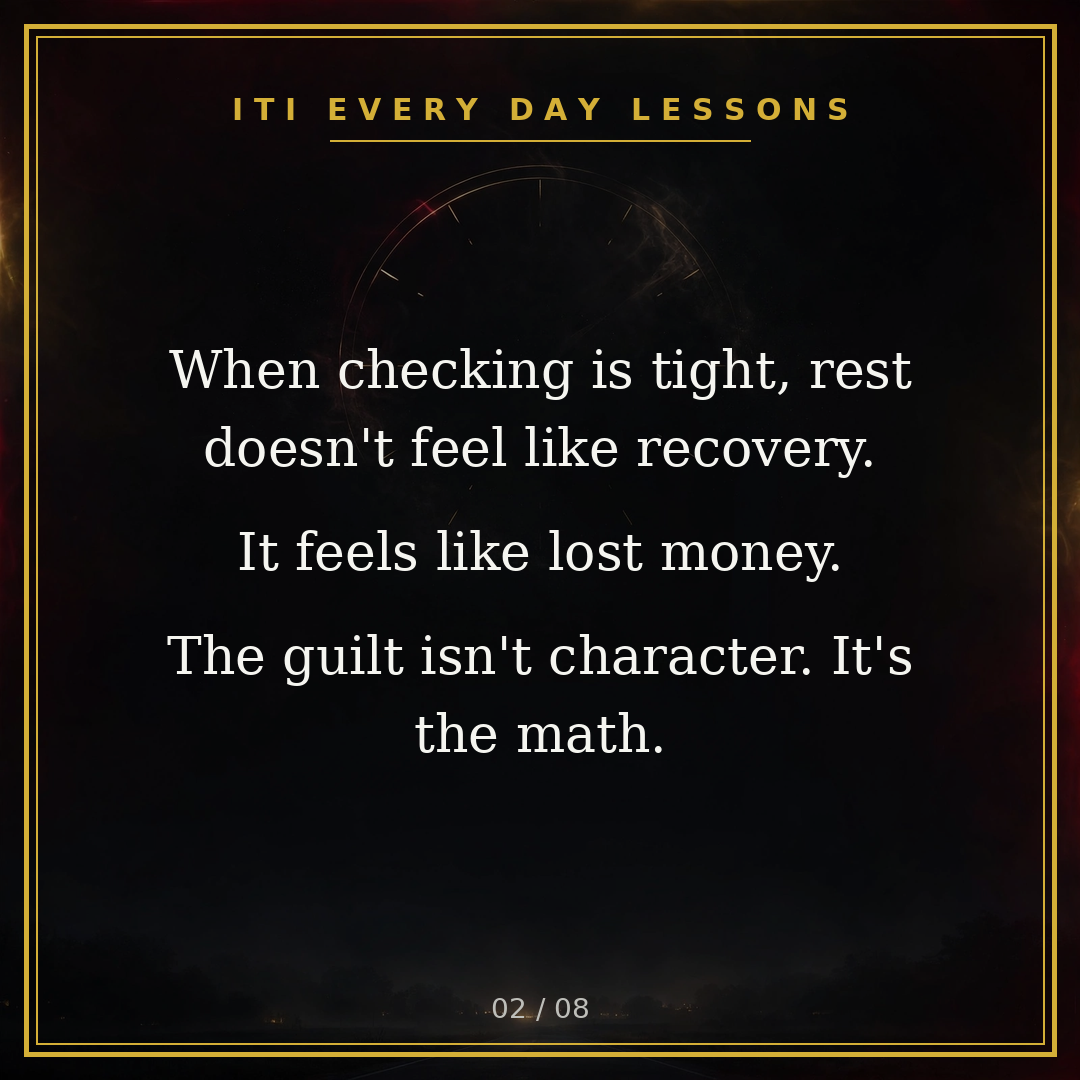 ITI EVERY DAY LESSONS
When checking is tight, rest
doesn't feel like recovery.
It feels like lost money.
The guilt isn't character. It's
the math.
02 / 08